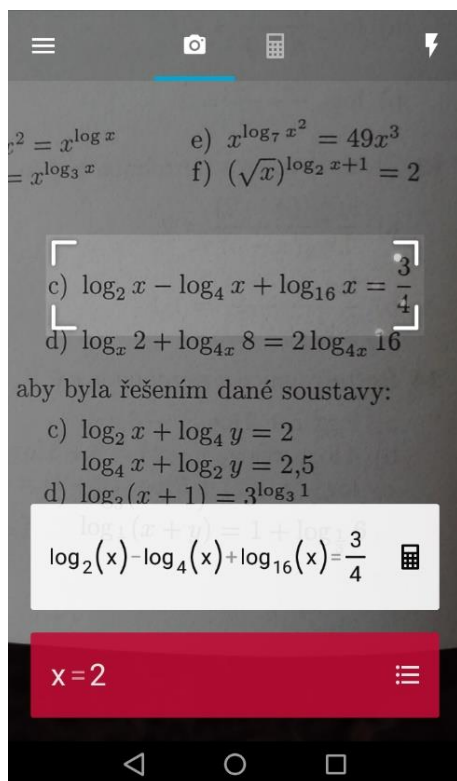 ² = x^{log x}
e) x^{log₇ x²} = 49x³
= x^{log₃ x}
f) (√x)^{log₂ x+1} = 2
c) log₂ x − log₄ x + log₁₆ x = 3/4
d) logₓ 2 + log₄ₓ 8 = 2 log₄ₓ 16
aby byla řešením dané soustavy:
c) log₂ x + log₄ y = 2
log₄ x + log₂ y = 2,5
d) log₃(x + 1) = 3^{log₃ 1}
log₂(x)−log₄(x)+log₁₆(x)=3/4
x=2